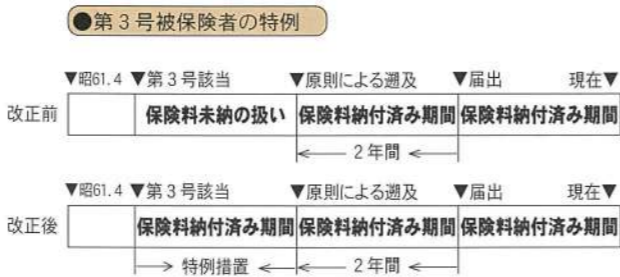 ●第3号被保険者の特例
▼昭61.4 ▼第3号該当 ▼原則による遡及 ▼届出 現在▼
改正前 保険料未納の扱い 保険料納付済み期間 保険料納付済み期間
2年間
▼昭61.4 ▼第3号該当 ▼原則による遡及 ▼届出 現在▼
改正後 保険料納付済み期間 保険料納付済み期間 保険料納付済み期間
特例措置 2年間